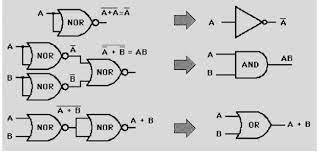 A NOR A̅+̅A̅=A̅ A A̅
A NOR A̅ NOR A̅ ̅+̅ ̅B̅ = AB A B AND AB
B NOR B̅
A B NOR A̅ ̅+̅ ̅B̅ NOR A + B A B OR A + B